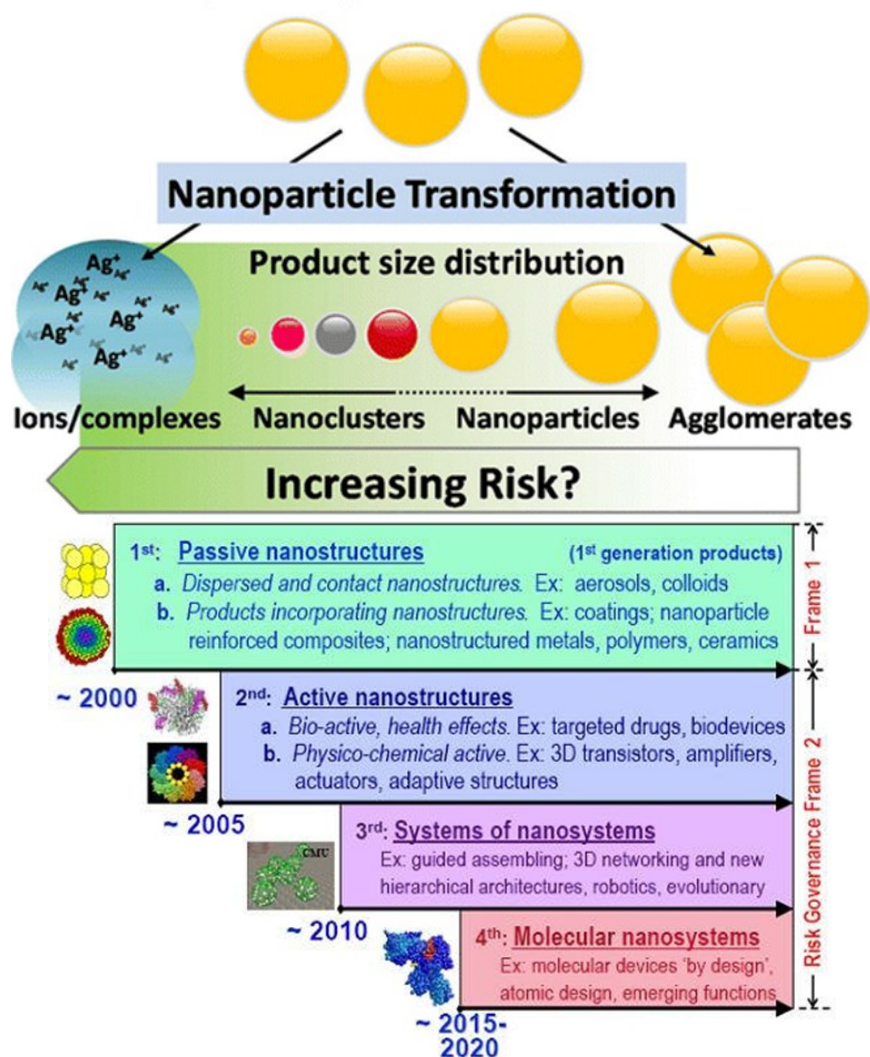 Nanoparticle Transformation
Product size distribution
Ag⁺
Ag⁺
Ag⁺
Ag⁺
Ag⁺
Ions/complexes Nanoclusters Nanoparticles Agglomerates
Increasing Risk?
1st: Passive nanostructures (1st generation products)
a. Dispersed and contact nanostructures. Ex: aerosols, colloids
b. Products incorporating nanostructures. Ex: coatings; nanoparticle
reinforced composites; nanostructured metals, polymers, ceramics
Frame 1
~ 2000
2nd: Active nanostructures
a. Bio-active, health effects. Ex: targeted drugs, biodevices
b. Physico-chemical active. Ex: 3D transistors, amplifiers,
actuators, adaptive structures
~ 2005
CMU
3rd: Systems of nanosystems
Ex: guided assembling; 3D networking and new
hierarchical architectures, robotics, evolutionary
~ 2010
4th: Molecular nanosystems
Ex: molecular devices 'by design',
atomic design, emerging functions
~ 2015-
2020
Risk Governance Frame 2